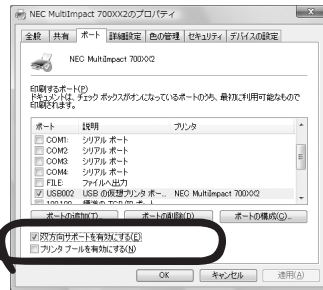 NEC MultiImpact 700XX2のプロパティ
全般 共有 ポート 詳細設定 色の管理 セキュリティ デバイスの設定
NEC MultiImpact 700XX2
印刷するポート(P)
ドキュメントは、チェック ボックスがオンになっているポートのうち、最初に利用可能なもので
印刷されます。
ポート 説明 プリンタ
COM1: シリアル ポート
COM2: シリアル ポート
COM3: シリアル ポート
COM4: シリアル ポート
FILE: ファイルへ出力
USB002 USB の仮想プリンタ ポー... NEC MultiImpact 700XX2
ポートの追加(T)... ポートの削除(D) ポートの構成(C)...
双方向サポートを有効にする(E)
プリンタ プールを有効にする(N)
OK キャンセル 適用(A)